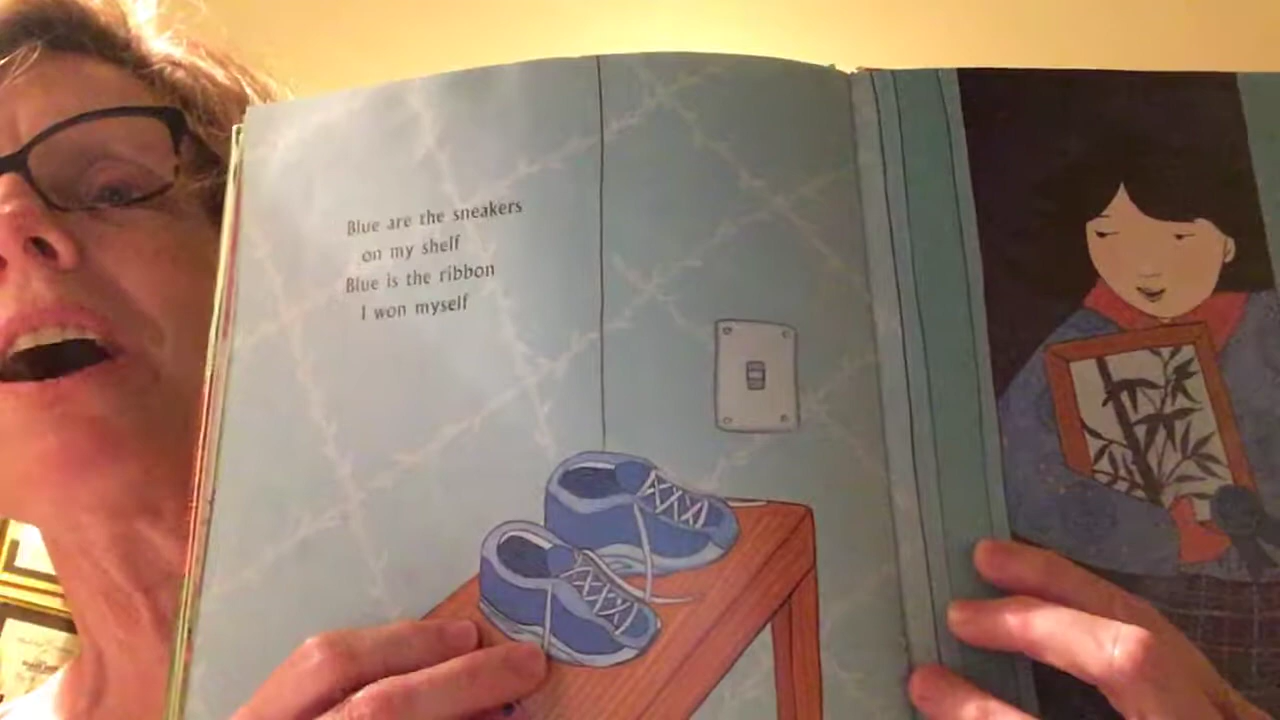 Blue are the sneakers
on my shelf
Blue is the ribbon
I won myself